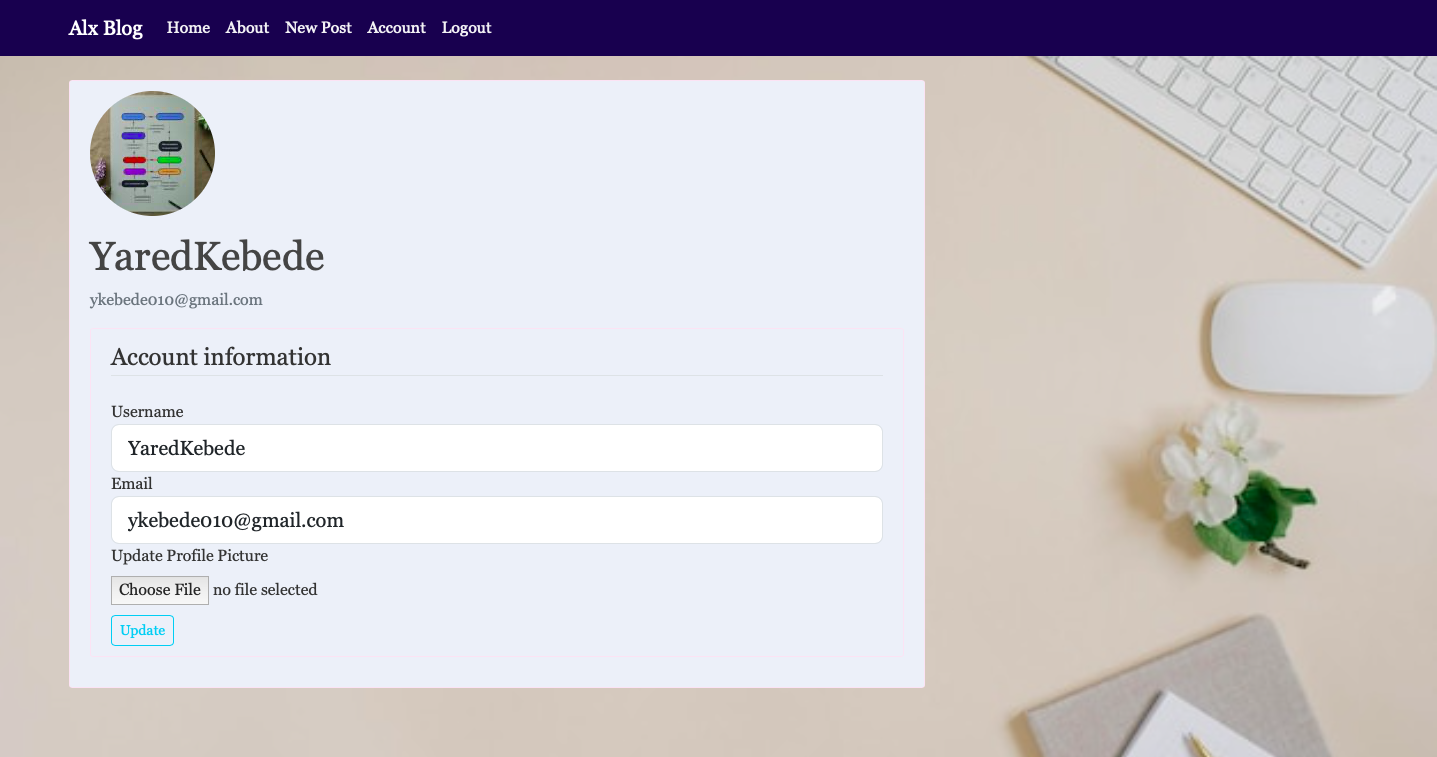 Alx Blog Home About New Post Account Logout
YaredKebede
ykebede010@gmail.com
Account information
Username
YaredKebede
Email
ykebede010@gmail.com
Update Profile Picture
Choose File no file selected
Update